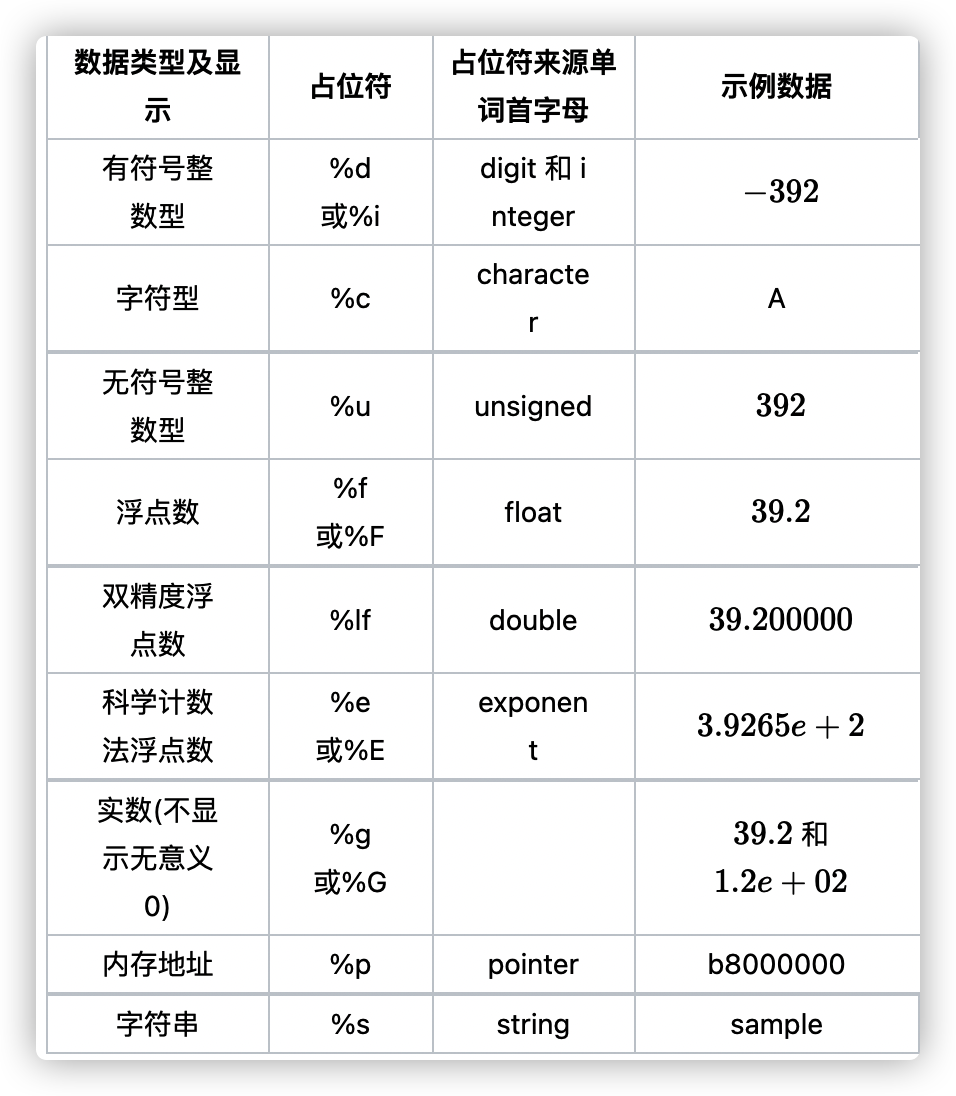 数据类型及显
示
占位符
占位符来源单
词首字母
示例数据
有符号整
数型
%d
或%i
digit 和 i
nteger
−392
字符型
%c
characte
r
A
无符号整
数型
%u
unsigned
392
浮点数
%f
或%F
float
39.2
双精度浮
点数
%lf
double
39.200000
科学计数
法浮点数
%e
或%E
exponen
t
3.9265e + 2
实数(不显
示无意义
0)
%g
或%G
39.2 和
1.2e + 02
内存地址
%p
pointer
b8000000
字符串
%s
string
sample